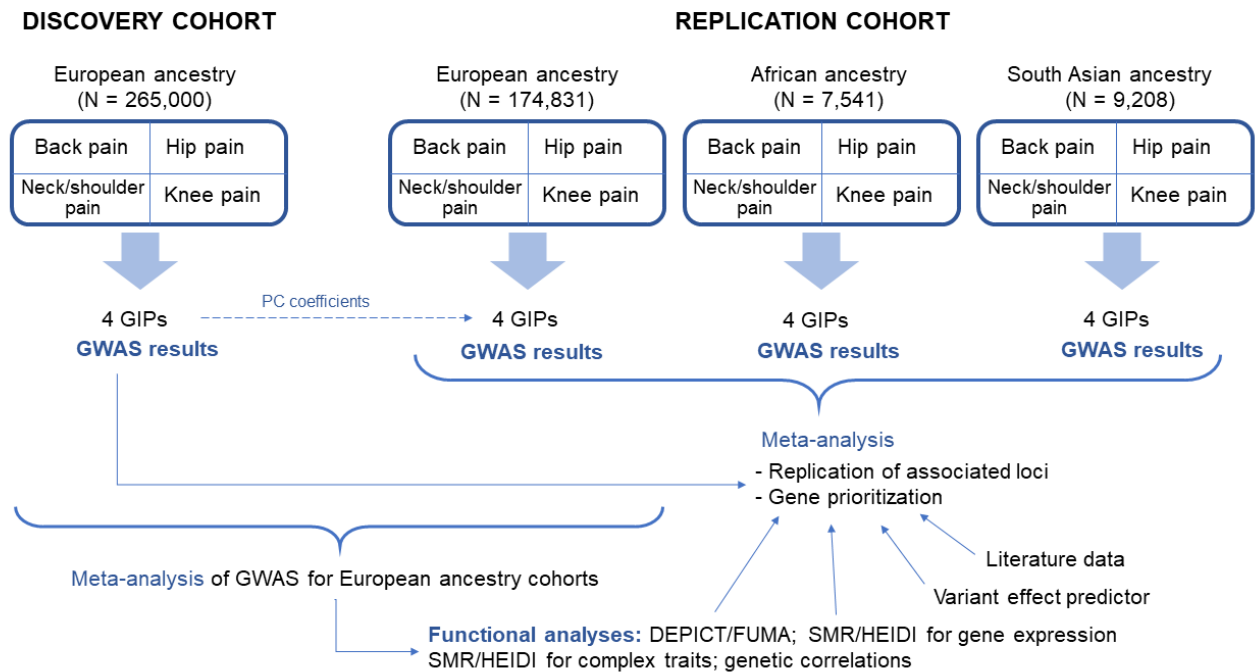 DISCOVERY COHORT
REPLICATION COHORT
European ancestry
(N = 265,000)
European ancestry
(N = 174,831)
African ancestry
(N = 7,541)
South Asian ancestry
(N = 9,208)
Back pain
Hip pain
Neck/shoulder
pain
Knee pain
Back pain
Hip pain
Neck/shoulder
pain
Knee pain
Back pain
Hip pain
Neck/shoulder
pain
Knee pain
Back pain
Hip pain
Neck/shoulder
pain
Knee pain
PC coefficients
4 GIPs
GWAS results
4 GIPs
GWAS results
4 GIPs
GWAS results
4 GIPs
GWAS results
Meta-analysis
- Replication of associated loci
- Gene prioritization
Literature data
Variant effect predictor
Meta-analysis of GWAS for European ancestry cohorts
Functional analyses: DEPICT/FUMA; SMR/HEIDI for gene expression
SMR/HEIDI for complex traits; genetic correlations